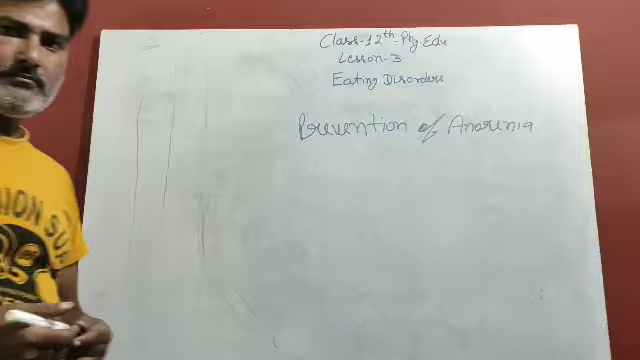 Class-12th-Phy Edu
Lesson-3
Eating Disorders
Prevention of Anorexia